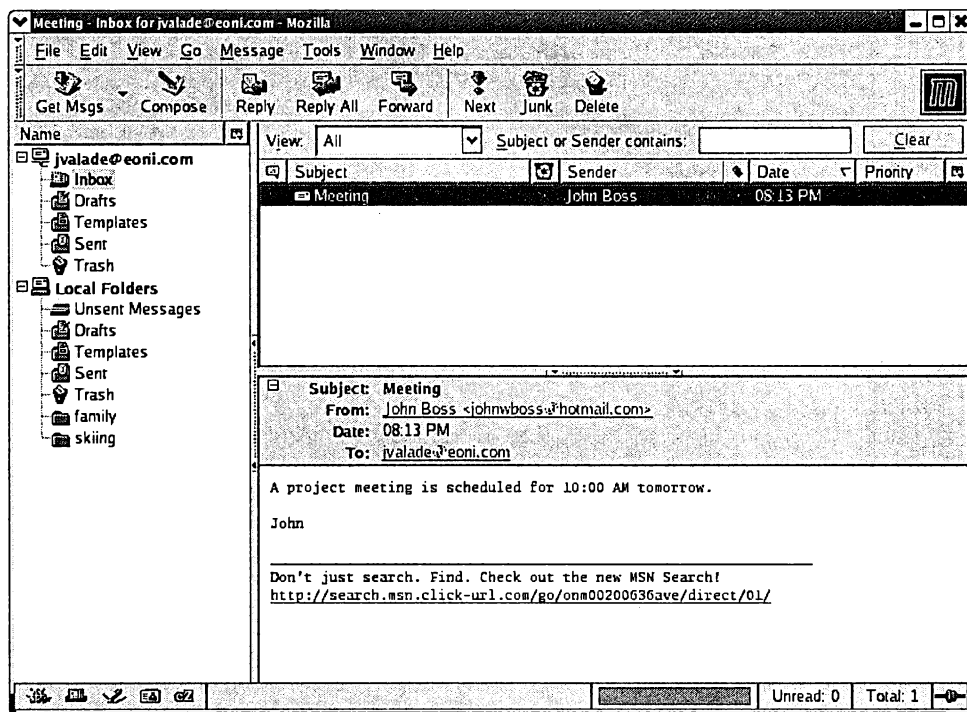 Meeting - Inbox for jvalade@eoni.com - Mozilla
File Edit View Go Message Tools Window Help
Get Msgs Compose Reply Reply All Forward Next Junk Delete
Name
jvalade@eoni.com
Inbox
Drafts
Templates
Sent
Trash
Local Folders
Unsent Messages
Drafts
Templates
Sent
Trash
family
skiing
View: All Subject or Sender contains: Clear
Subject Sender Date Priority
Meeting John Boss 08:13 PM
Subject: Meeting
From: John Boss <johnwboss@hotmail.com>
Date: 08:13 PM
To: jvalade@eoni.com
A project meeting is scheduled for 10:00 AM tomorrow.
John
Don't just search. Find. Check out the new MSN Search!
http://search.msn.click-url.com/go/onm00200636ave/direct/01/
Unread: 0 Total: 1